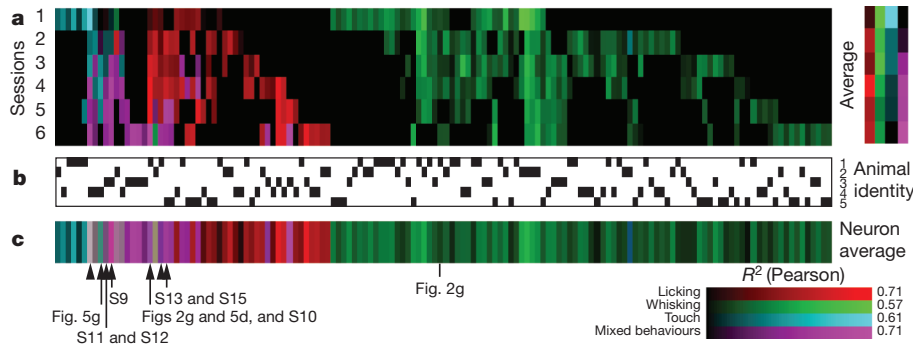 a
Sessions
1
2
3
4
5
6
Average
b
1
2
3
4
5
Animal
identity
c
Neuron
average
S9
S13 and S15
Fig. 5g
Figs 2g and 5d, and S10
S11 and S12
Fig. 2g
R² (Pearson)
Licking 0.71
Whisking 0.57
Touch 0.61
Mixed behaviours 0.71